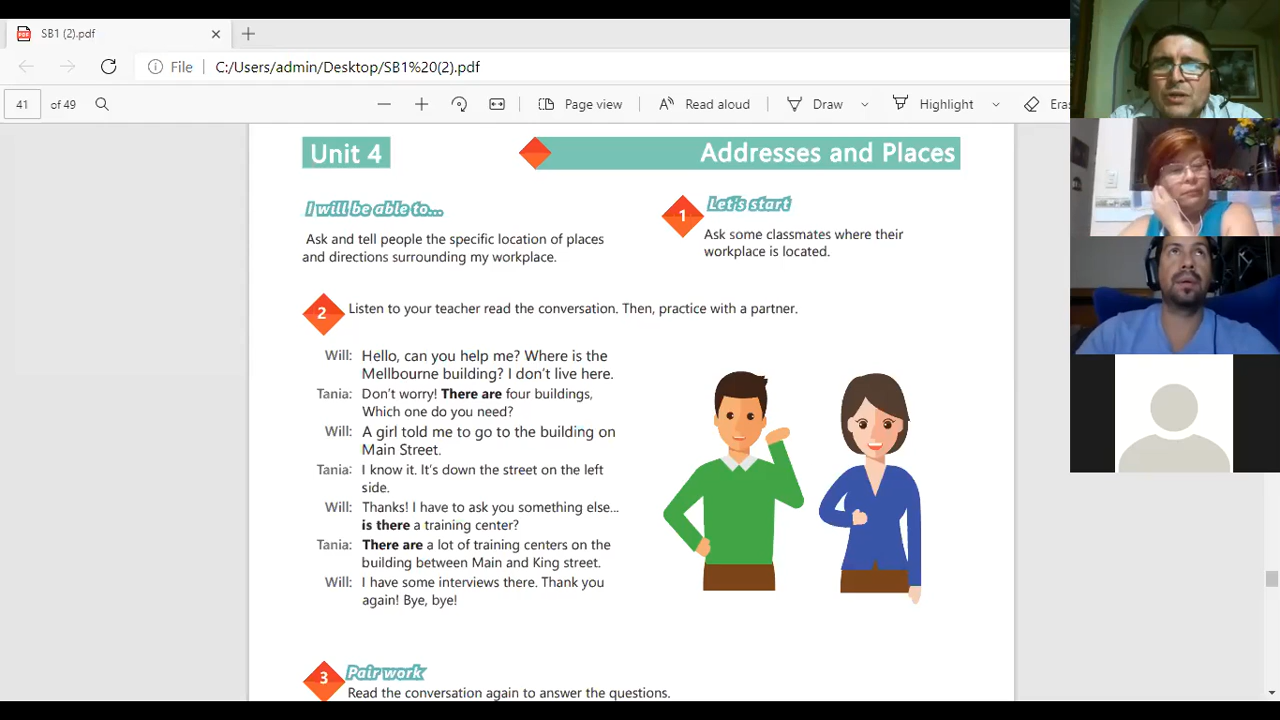 SB1 (2).pdf
File
C:/Users/admin/Desktop/SB1%20(2).pdf
41 of 49
Page view
Read aloud
Draw
Highlight
Eras
Unit 4
Addresses and Places
I will be able to...
Ask and tell people the specific location of places
and directions surrounding my workplace.
1
Let's start
Ask some classmates where their
workplace is located.
2
Listen to your teacher read the conversation. Then, practice with a partner.
Will: Hello, can you help me? Where is the
Mellbourne building? I don't live here.
Tania: Don't worry! There are four buildings,
Which one do you need?
Will: A girl told me to go to the building on
Main Street.
Tania: I know it. It's down the street on the left
side.
Will: Thanks! I have to ask you something else...
is there a training center?
Tania: There are a lot of training centers on the
building between Main and King street.
Will: I have some interviews there. Thank you
again! Bye, bye!
3
Pair work
Read the conversation again to answer the questions.